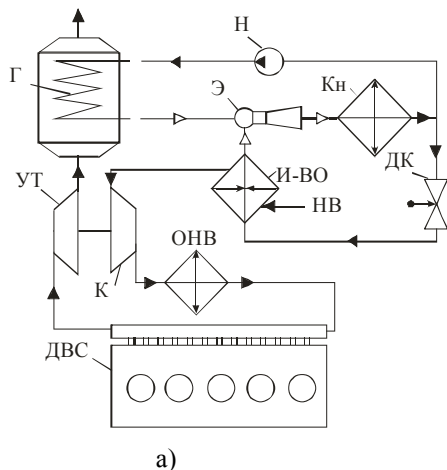 Н
Г
Э
Кн
ДК
УТ
И-ВО
НВ
ОНВ
К
ДВС
а)